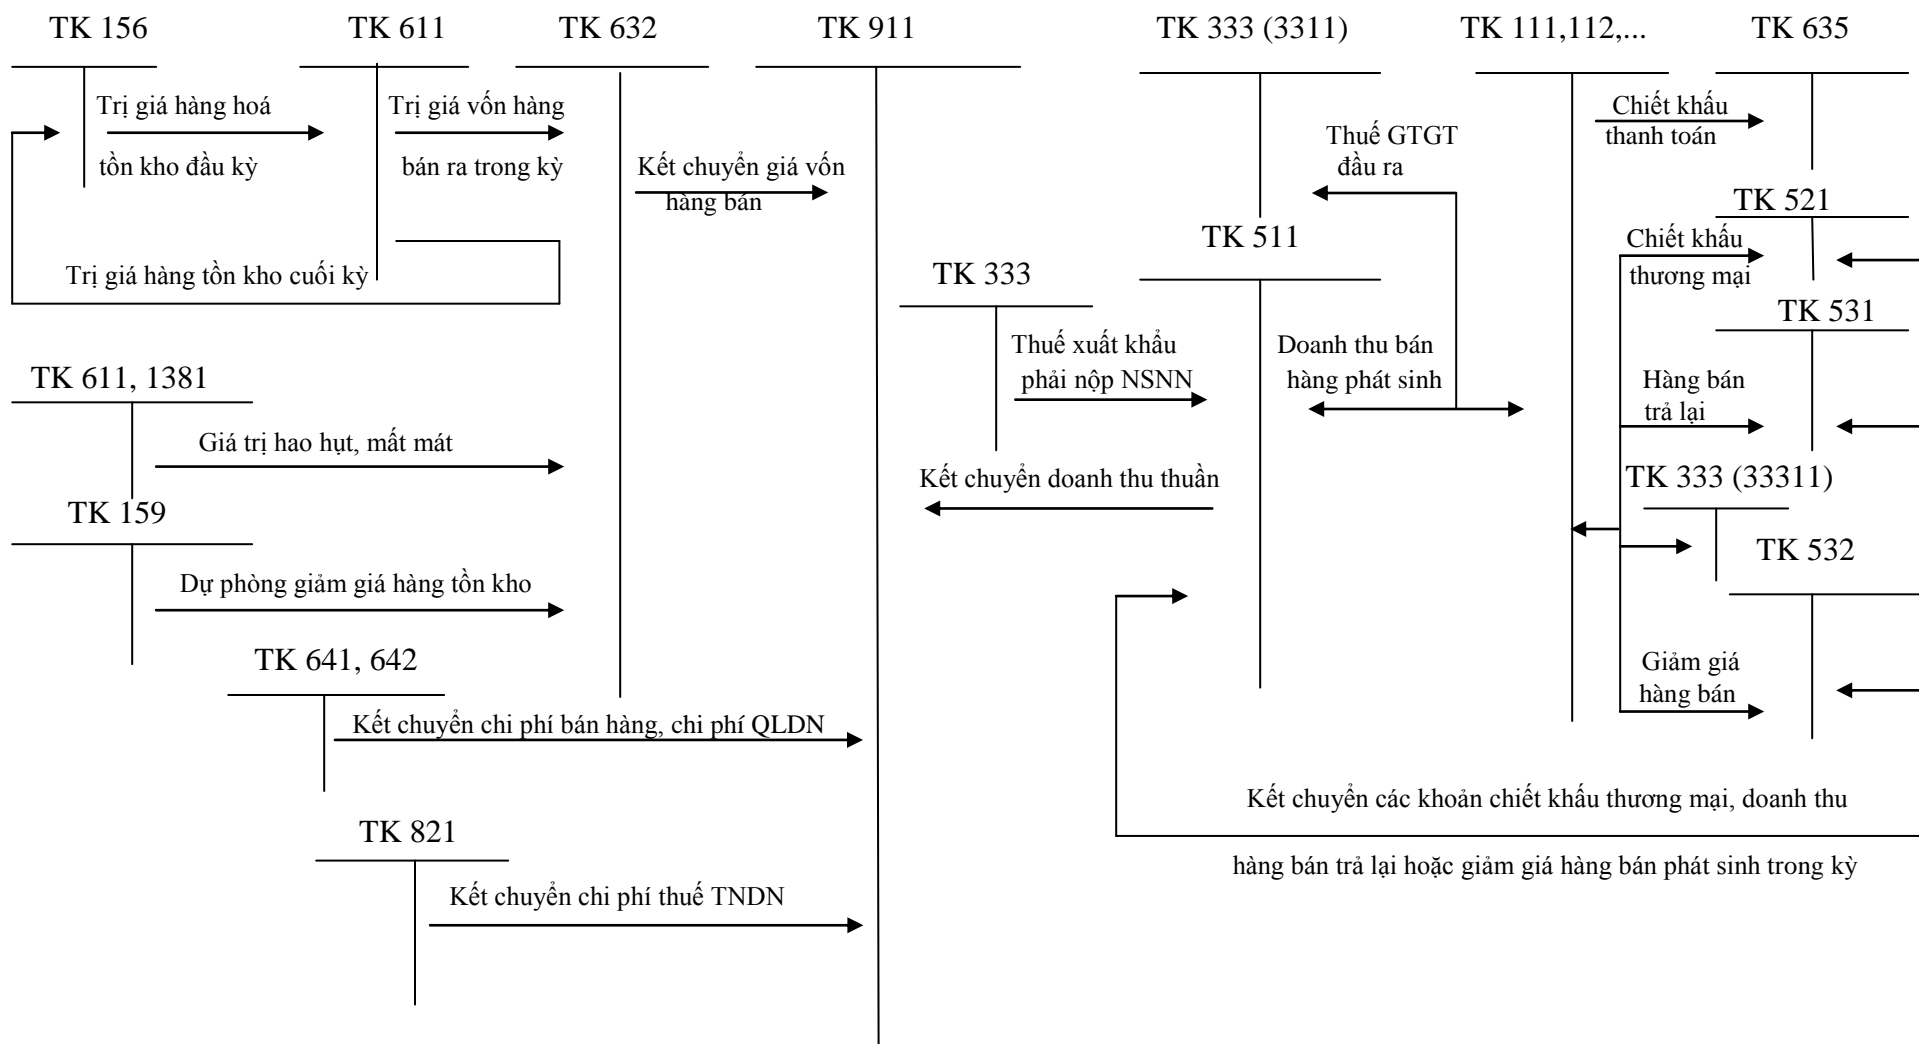 TK 156
TK 611
TK 632
TK 911
TK 333 (3311)
TK 111,112,...
TK 635
Trị giá hàng hoá
tồn kho đầu kỳ
Trị giá vốn hàng
bán ra trong kỳ
Kết chuyển giá vốn
hàng bán
Thuế GTGT
đầu ra
Chiết khấu
thanh toán
TK 521
TK 511
Chiết khấu
thương mại
Trị giá hàng tồn kho cuối kỳ
TK 333
TK 531
Thuế xuất khẩu
phải nộp NSNN
Doanh thu bán
hàng phát sinh
TK 611, 1381
Hàng bán
trả lại
Giá trị hao hụt, mất mát
Kết chuyển doanh thu thuần
TK 333 (33311)
TK 159
TK 532
Dự phòng giảm giá hàng tồn kho
TK 641, 642
Giảm giá
hàng bán
Kết chuyển chi phí bán hàng, chi phí QLDN
Kết chuyển các khoản chiết khấu thương mại, doanh thu
TK 821
hàng bán trả lại hoặc giảm giá hàng bán phát sinh trong kỳ
Kết chuyển chi phí thuế TNDN